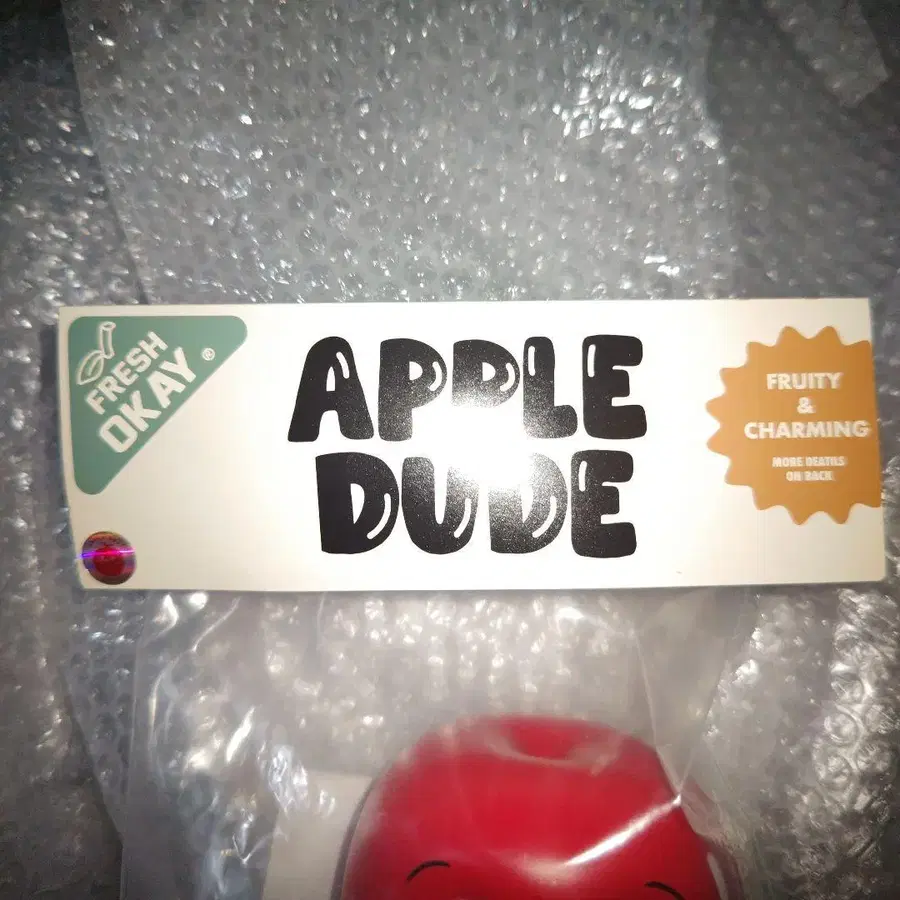 FRESH
OKAY®
APPLE
DUDE
FRUITY
&
CHARMING
MORE DEATILS
ON BACK